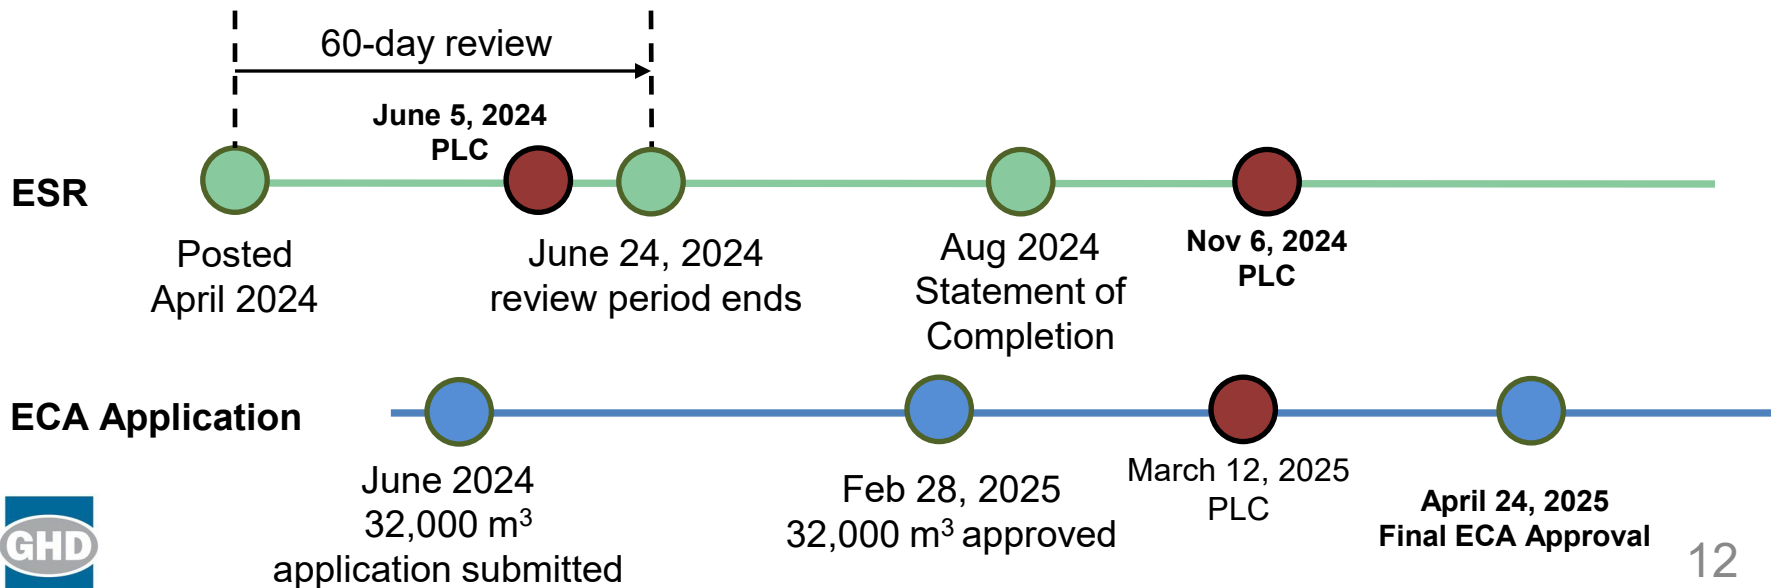 60-day review
June 5, 2024
PLC
ESR
Posted
April 2024
June 24, 2024
review period ends
Aug 2024
Statement of
Completion
Nov 6, 2024
PLC
ECA Application
June 2024
32,000 m³
application submitted
Feb 28, 2025
32,000 m³ approved
March 12, 2025
PLC
April 24, 2025
Final ECA Approval
GHD
12